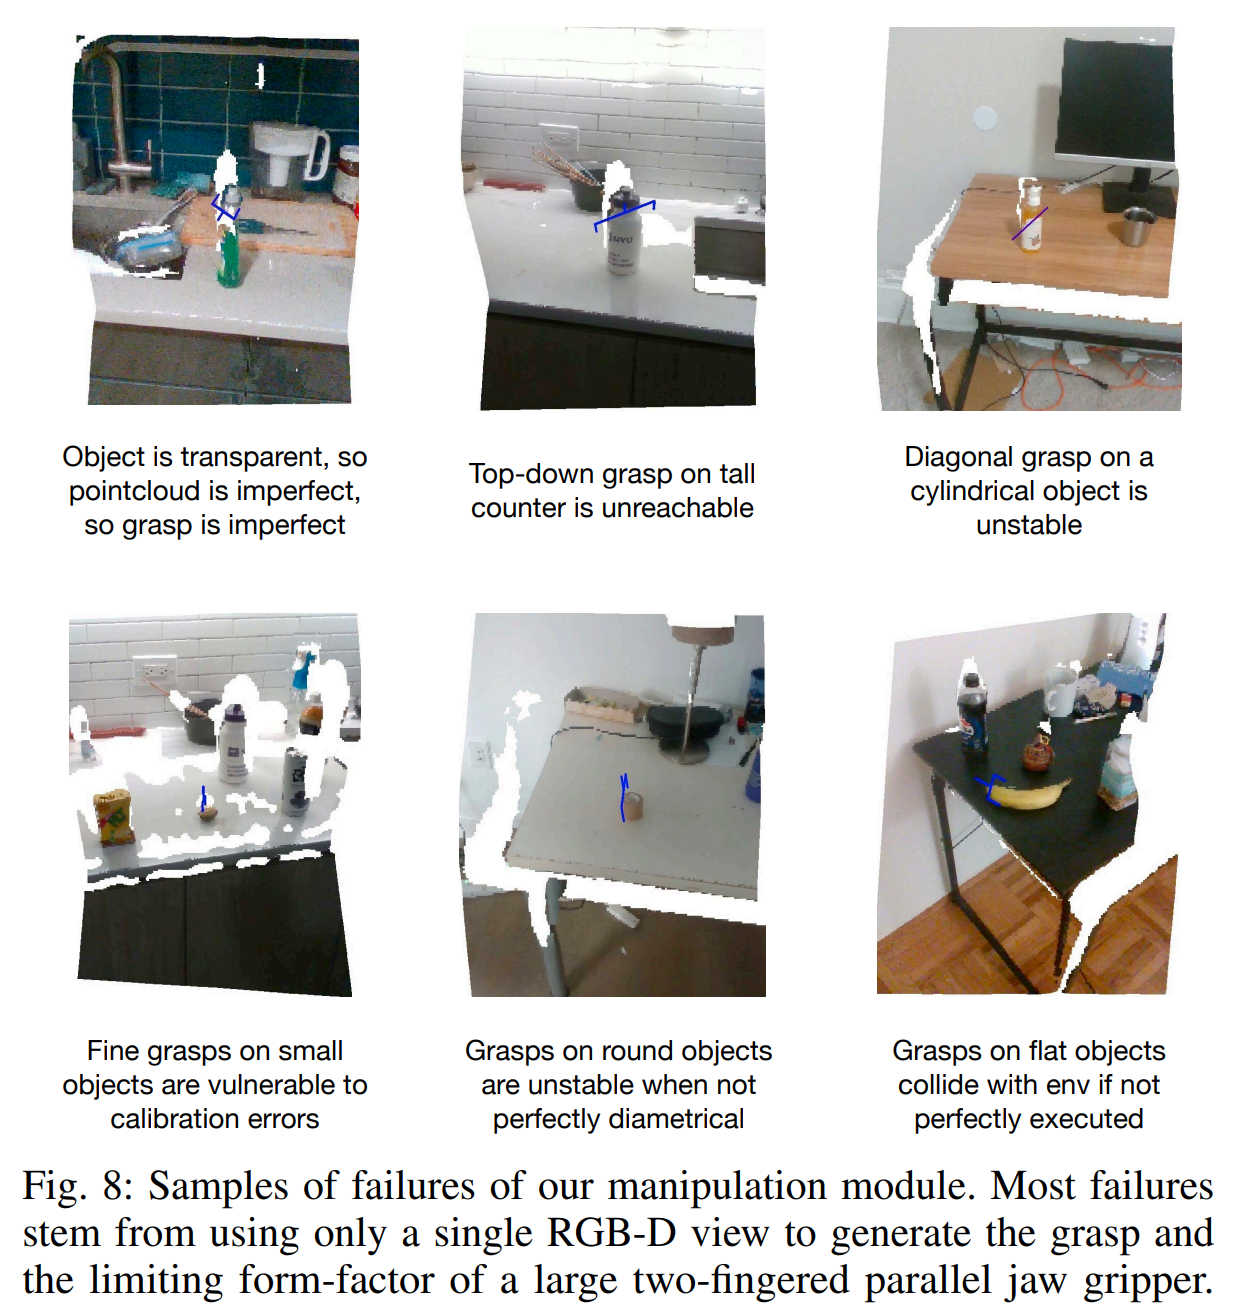 Object is transparent, so
pointcloud is imperfect,
so grasp is imperfect
Top-down grasp on tall
counter is unreachable
Diagonal grasp on a
cylindrical object is
unstable
Fine grasps on small
objects are vulnerable to
calibration errors
Grasps on round objects
are unstable when not
perfectly diametrical
Grasps on flat objects
collide with env if not
perfectly executed
Fig. 8: Samples of failures of our manipulation module. Most failures
stem from using only a single RGB-D view to generate the grasp and
the limiting form-factor of a large two-fingered parallel jaw gripper.